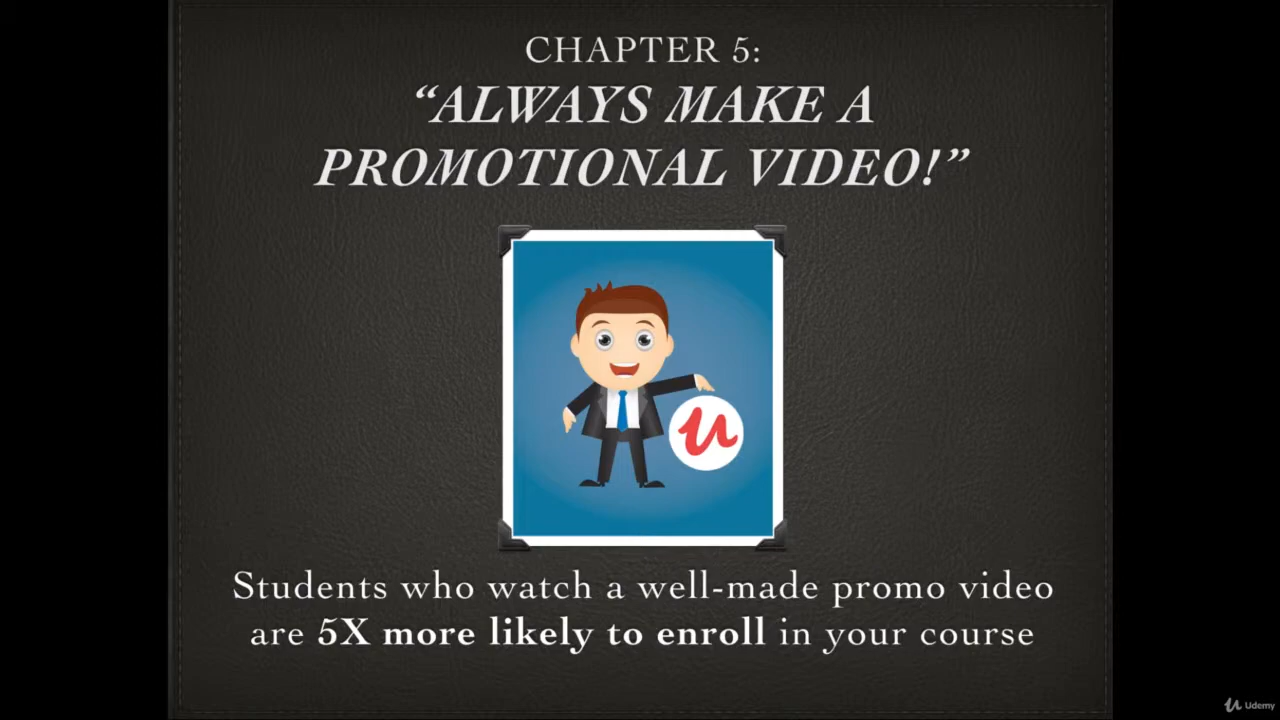 CHAPTER 5:
“ALWAYS MAKE A
PROMOTIONAL VIDEO!”
u
Students who watch a well-made promo video
are 5X more likely to enroll in your course
Udemy